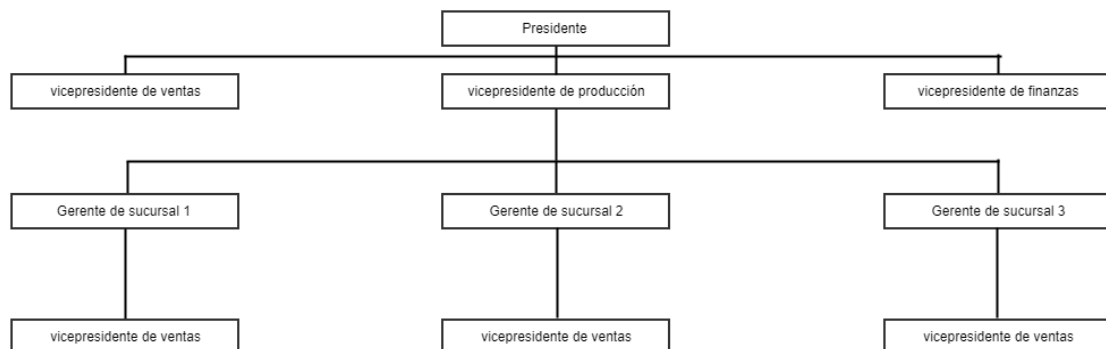 Presidente
vicepresidente de ventas
vicepresidente de producción
vicepresidente de finanzas
Gerente de sucursal 1
Gerente de sucursal 2
Gerente de sucursal 3
vicepresidente de ventas
vicepresidente de ventas
vicepresidente de ventas